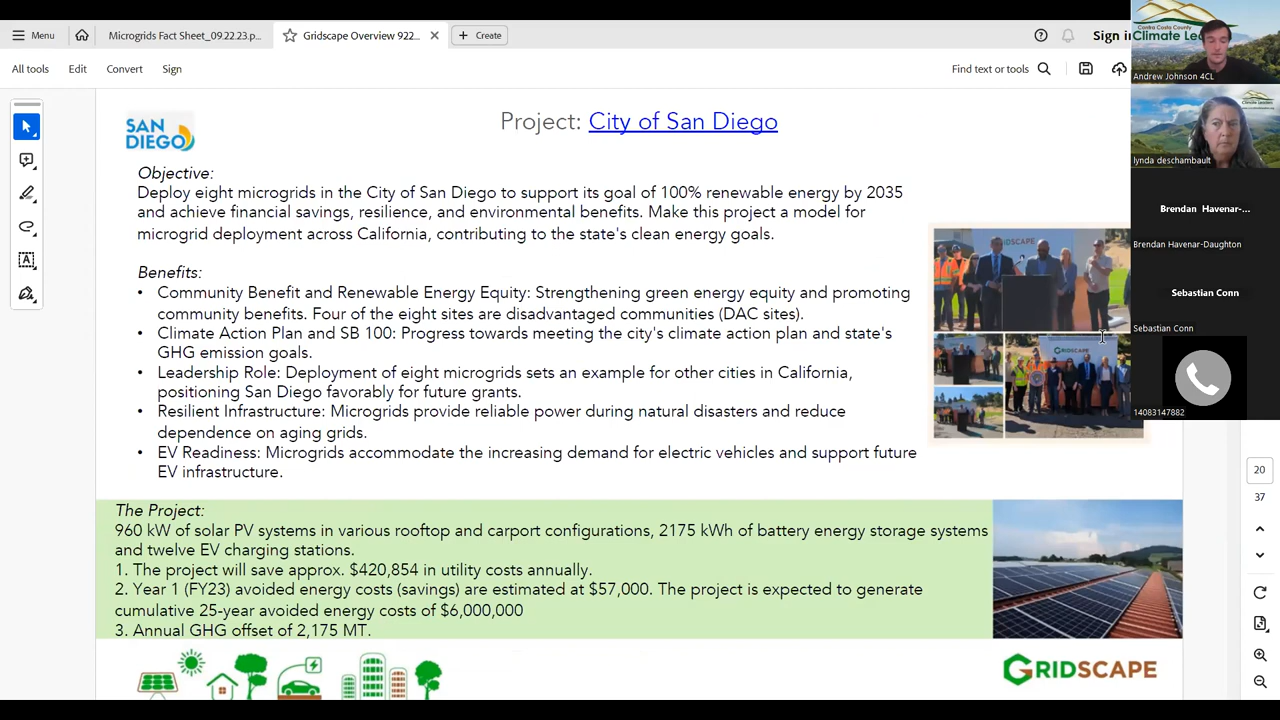 Menu
Microgrids Fact Sheet_09.22.23.p...
Gridscape Overview 922...
Create
Sign i
All tools
Edit
Convert
Sign
Find text or tools
SAN
DIEGO
Project: City of San Diego
Objective:
Deploy eight microgrids in the City of San Diego to support its goal of 100% renewable energy by 2035
and achieve financial savings, resilience, and environmental benefits. Make this project a model for
microgrid deployment across California, contributing to the state's clean energy goals.
Benefits:
• Community Benefit and Renewable Energy Equity: Strengthening green energy equity and promoting
community benefits. Four of the eight sites are disadvantaged communities (DAC sites).
• Climate Action Plan and SB 100: Progress towards meeting the city's climate action plan and state's
GHG emission goals.
• Leadership Role: Deployment of eight microgrids sets an example for other cities in California,
positioning San Diego favorably for future grants.
• Resilient Infrastructure: Microgrids provide reliable power during natural disasters and reduce
dependence on aging grids.
• EV Readiness: Microgrids accommodate the increasing demand for electric vehicles and support future
EV infrastructure.
The Project:
960 kW of solar PV systems in various rooftop and carport configurations, 2175 kWh of battery energy storage systems
and twelve EV charging stations.
1. The project will save approx. $420,854 in utility costs annually.
2. Year 1 (FY23) avoided energy costs (savings) are estimated at $57,000. The project is expected to generate
cumulative 25-year avoided energy costs of $6,000,000
3. Annual GHG offset of 2,175 MT.
GRIDSCAPE
Contra Costa County
Climate Lea
Andrew Johnson 4CL
Climate Leaders
lynda deschambault
Brendan Havenar-...
Brendan Havenar-Daughton
Sebastian Conn
Sebastian Conn
14083147882
GRIDSCAPE
20
37